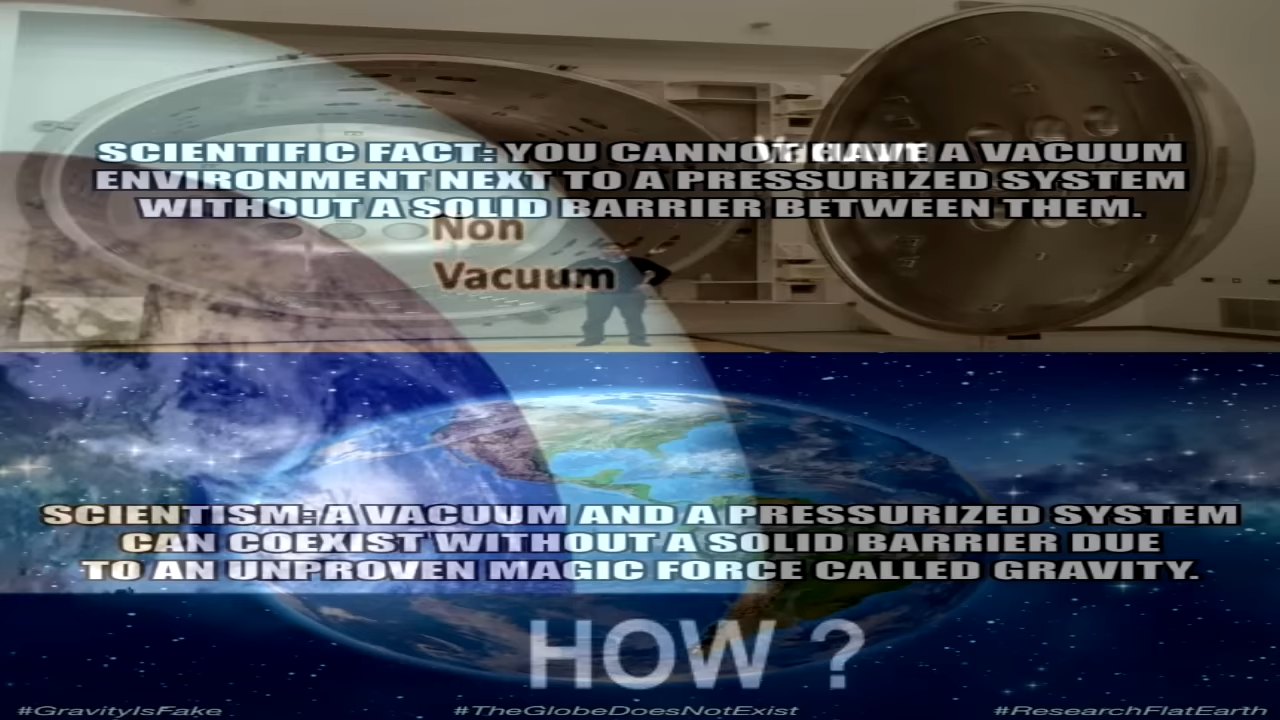 SCIENTIFIC FACT: YOU CANNOT HAVE A VACUUM
ENVIRONMENT NEXT TO A PRESSURIZED SYSTEM
WITHOUT A SOLID BARRIER BETWEEN THEM.
Non
Vacuum
SCIENTISM: A VACUUM AND A PRESSURIZED SYSTEM
CAN COEXIST WITHOUT A SOLID BARRIER DUE
TO AN UNPROVEN MAGIC FORCE CALLED GRAVITY.
HOW ?
#GravityIsFake #TheGlobeDoesNotExist #ResearchFlatEarth